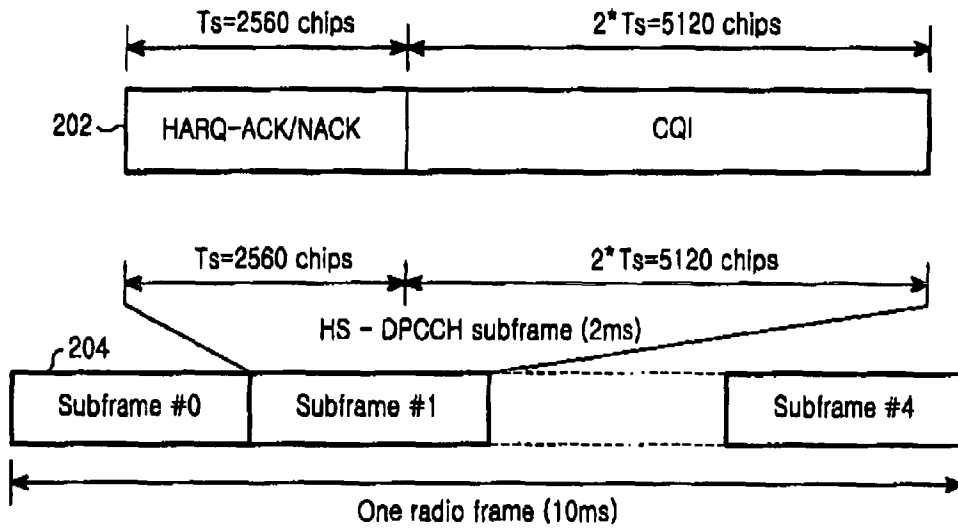 Ts=2560 chips 2* Ts=5120 chips
202 HARQ-ACK/NACK CQI
Ts=2560 chips 2* Ts=5120 chips
HS - DPCCH subframe (2ms)
204
Subframe #0 Subframe #1 Subframe #4
One radio frame (10ms)